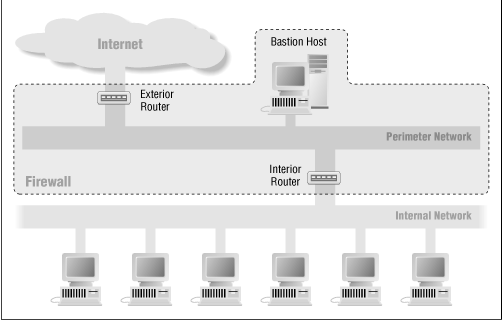 Internet
Bastion Host
Exterior
Router
Perimeter Network
Interior
Router
Firewall
Internal Network